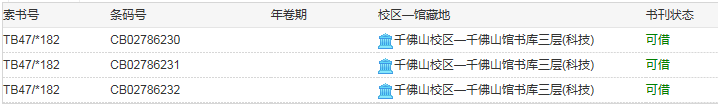 索书号 条码号 年卷期 校区—馆藏地 书刊状态
TB47/*182 CB02786230 千佛山校区—千佛山馆书库三层(科技) 可借
TB47/*182 CB02786231 千佛山校区—千佛山馆书库三层(科技) 可借
TB47/*182 CB02786232 千佛山校区—千佛山馆书库三层(科技) 可借